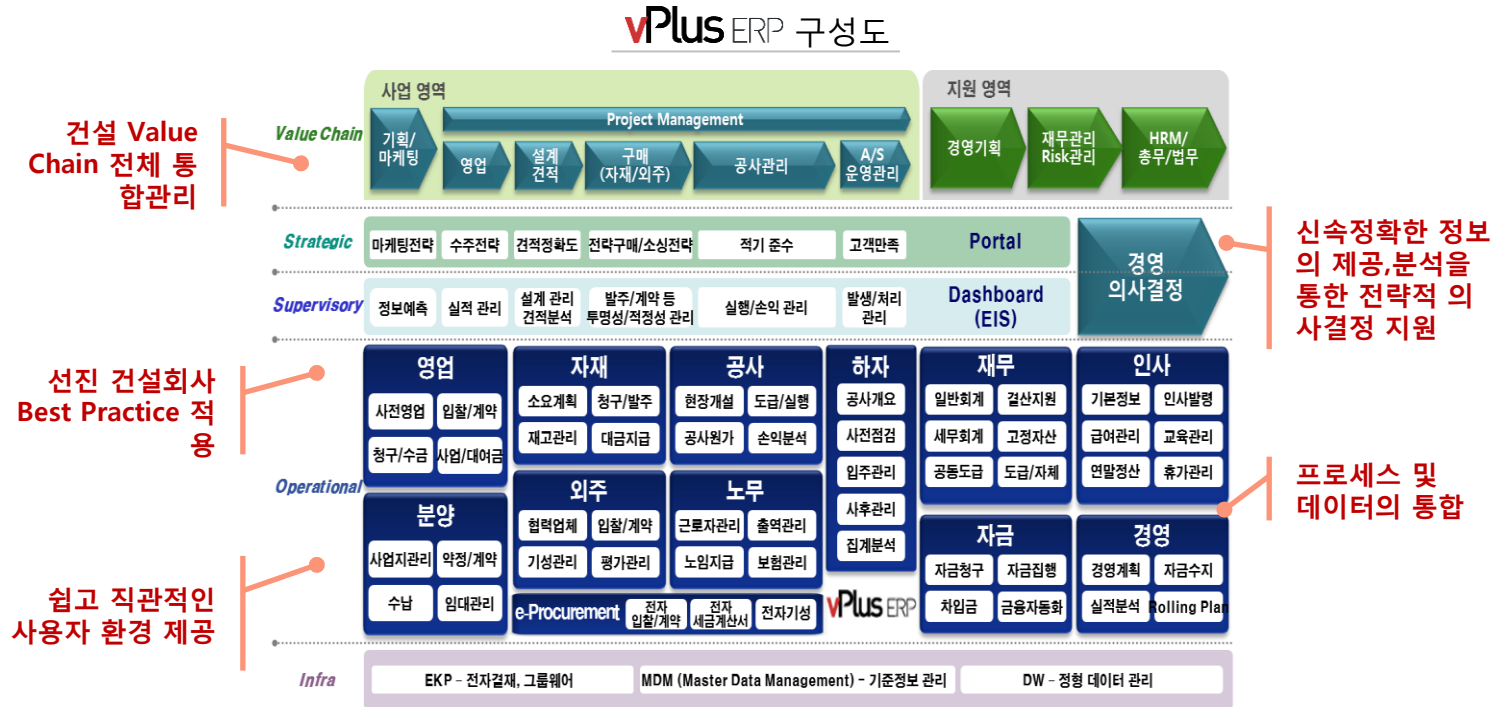 vPlus ERP 구성도
사업 영역
지원 영역
건설 Value
Chain 전체 통
합관리
Value Chain
기획/
마케팅
Project Management
영업
설계
견적
구매
(자재/외주)
공사관리
A/S
운영관리
경영기획
재무관리
Risk관리
HRM/
총무/법무
Strategic
마케팅전략
수주전략
견적정확도
전략구매/소싱전략
적기 준수
고객만족
Portal
경영
의사결정
신속정확한 정보
의 제공,분석을
통한 전략적 의
사결정 지원
Supervisory
정보예측
실적 관리
설계 관리
견적분석
발주/계약 등
투명성/적정성 관리
실행/손익 관리
발생/처리
관리
Dashboard
(EIS)
선진 건설회사
Best Practice 적
용
Operational
영업
사전영업
입찰/계약
청구/수금
사업/대여금
분양
사업지관리
약정/계약
수납
임대관리
자재
소요계획
청구/발주
재고관리
대금지급
외주
협력업체
입찰/계약
기성관리
평가관리
공사
현장개설
도급/실행
공사원가
손익분석
노무
근로자관리
출역관리
노임지급
보험관리
e-Procurement
전자
입찰/계약
전자
세금계산서
전자기성
하자
공사개요
사전점검
입주관리
사후관리
집계분석
vPlus ERP
재무
일반회계
결산지원
세무회계
고정자산
공동도급
도급/자체
자금
자금청구
자금집행
차입금
금융자동화
인사
기본정보
인사발령
급여관리
교육관리
연말정산
휴가관리
경영
경영계획
자금수지
실적분석
Rolling Plan
프로세스 및
데이터의 통합
쉽고 직관적인
사용자 환경 제공
Infra
EKP – 전자결재, 그룹웨어
MDM (Master Data Management) – 기준정보 관리
DW – 정형 데이터 관리